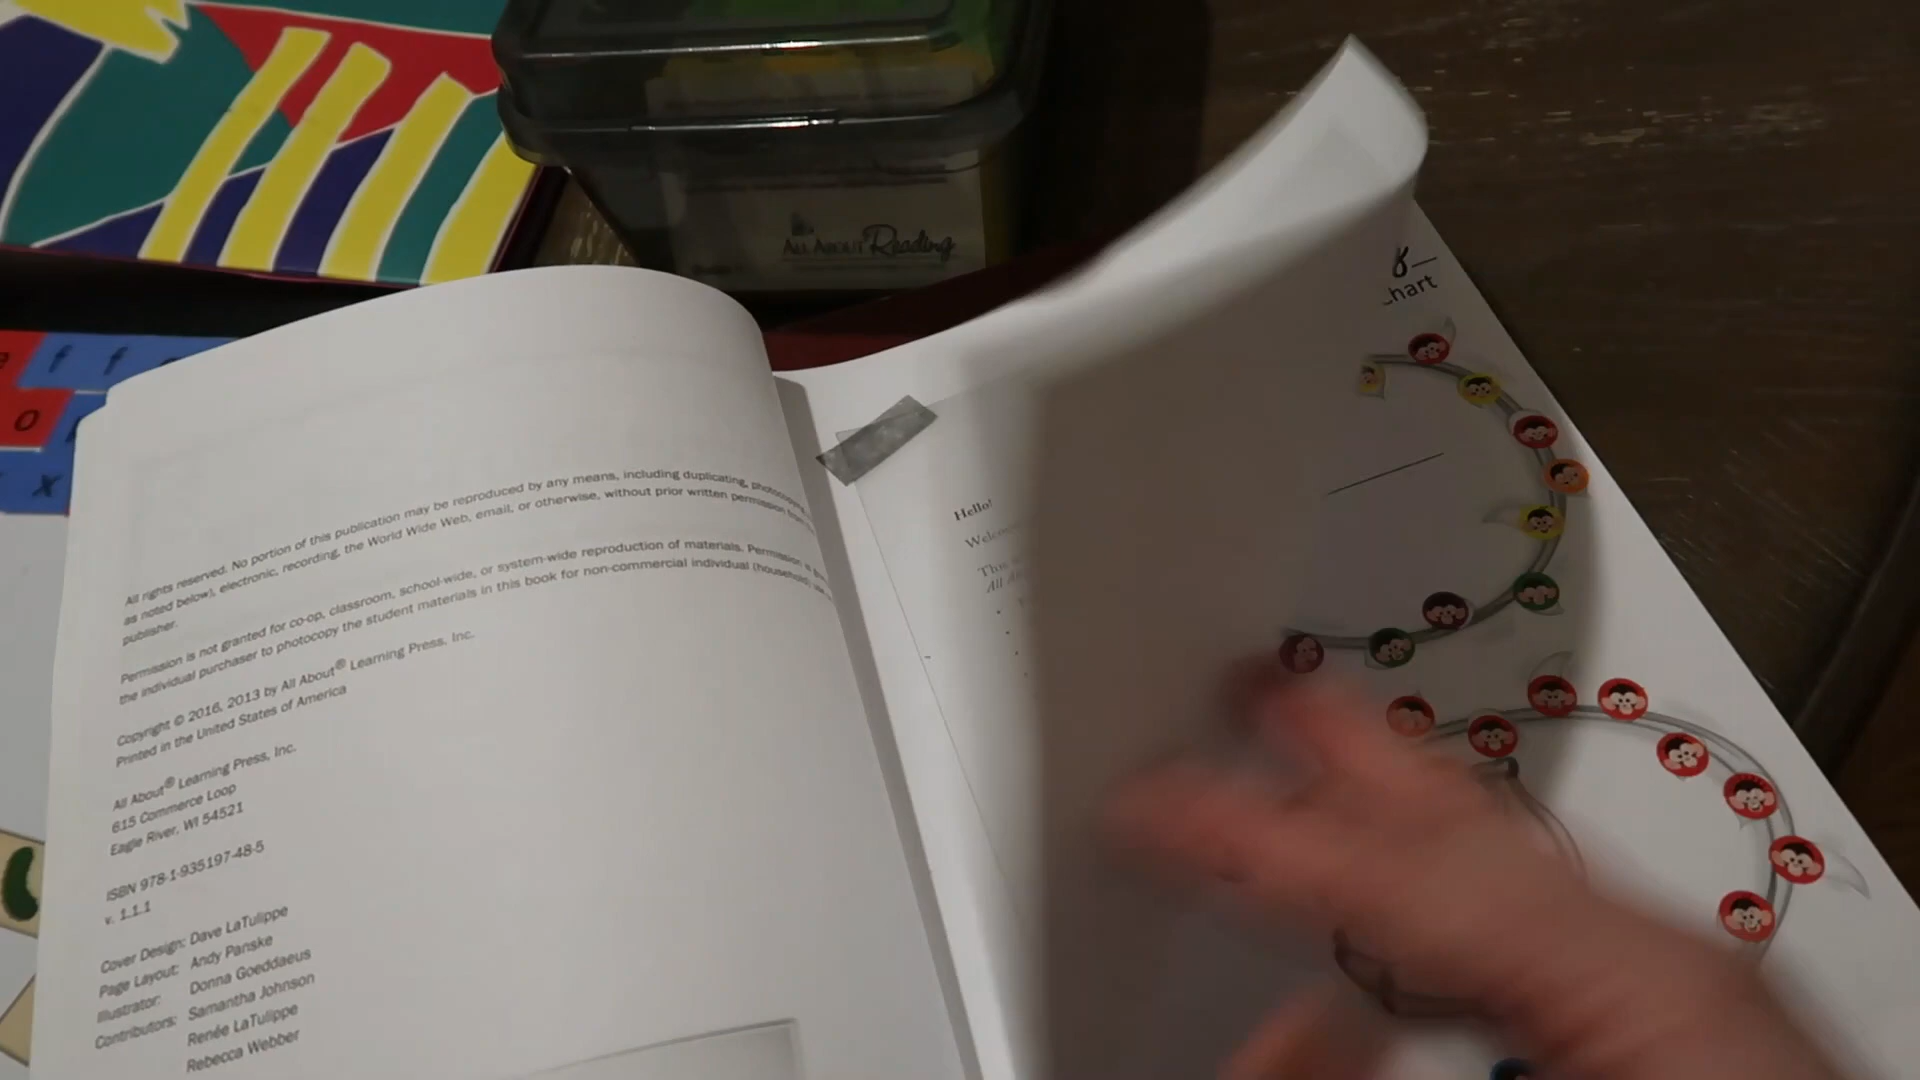 ALL ABOUT Reading
e f f
o
x
All rights reserved. No portion of this publication may be reproduced by any means, including duplicating,
as noted below), electronic, recording, the World Wide Web, email, or otherwise, without prior written permission from
publisher.
Permission is not granted for co-op, classroom, school-wide, or system-wide reproduction of materials. Permission is
the individual purchaser to photocopy the student materials in this book for non-commercial individual (household)
Copyright © 2016, 2013 by All About® Learning Press, Inc.
Printed in the United States of America
All About® Learning Press, Inc.
615 Commerce Loop
Eagle River, WI 54521
ISBN 978-1-935197-48-5
v. 1.1.1
Cover Design: Dave LaTulippe
Page Layout: Andy Panske
Illustrator: Donna Goeddaeus
Contributors: Samantha Johnson
Renée LaTulippe
Rebecca Webber
Hello!
This